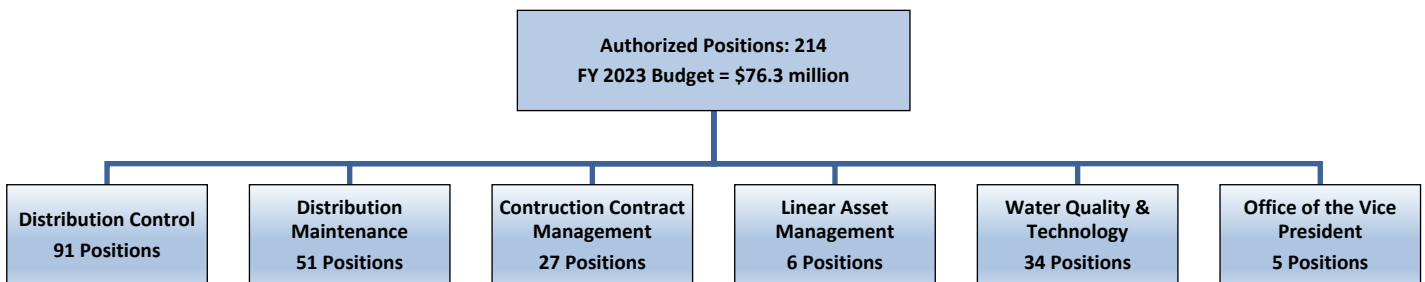 Authorized Positions: 214
FY 2023 Budget = $76.3 million
Distribution Control
91 Positions
Distribution
Maintenance
51 Positions
Contruction Contract
Management
27 Positions
Linear Asset
Management
6 Positions
Water Quality &
Technology
34 Positions
Office of the Vice
President
5 Positions